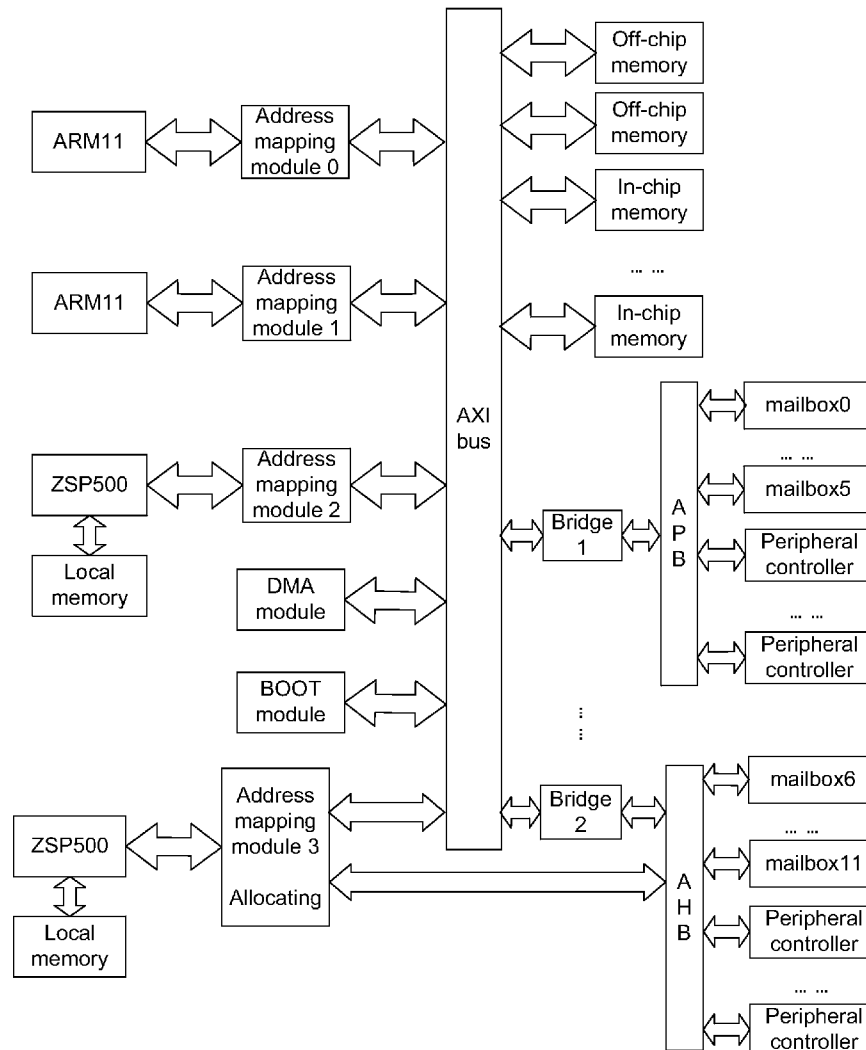 Off-chip
memory
Off-chip
memory
ARM11
Address
mapping
module 0
In-chip
memory
... ...
ARM11
Address
mapping
module 1
In-chip
memory
AXI
bus
mailbox0
... ...
ZSP500
Address
mapping
module 2
mailbox5
A
P
B
Bridge
1
Peripheral
controller
Local
memory
DMA
module
... ...
Peripheral
controller
BOOT
module
... ...
Address
mapping
module 3
Allocating
Bridge
2
mailbox6
... ...
ZSP500
mailbox11
A
H
B
Local
memory
Peripheral
controller
... ...
Peripheral
controller